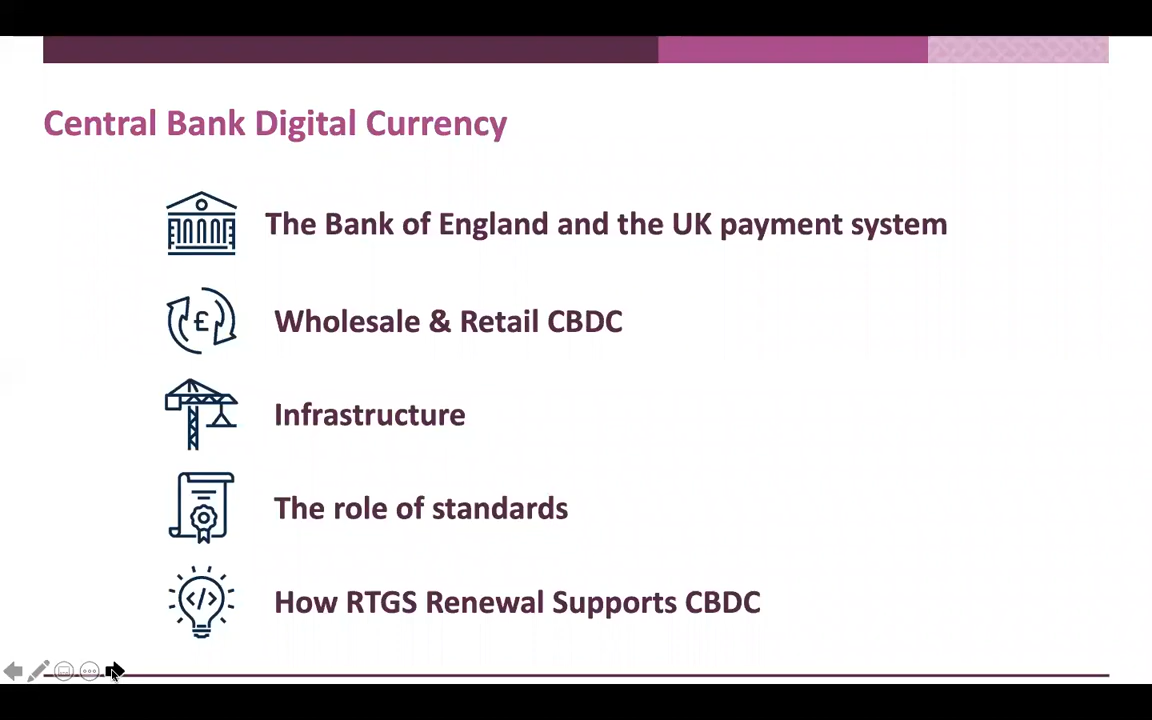 Central Bank Digital Currency
The Bank of England and the UK payment system
£
Wholesale & Retail CBDC
Infrastructure
The role of standards
</>
How RTGS Renewal Supports CBDC